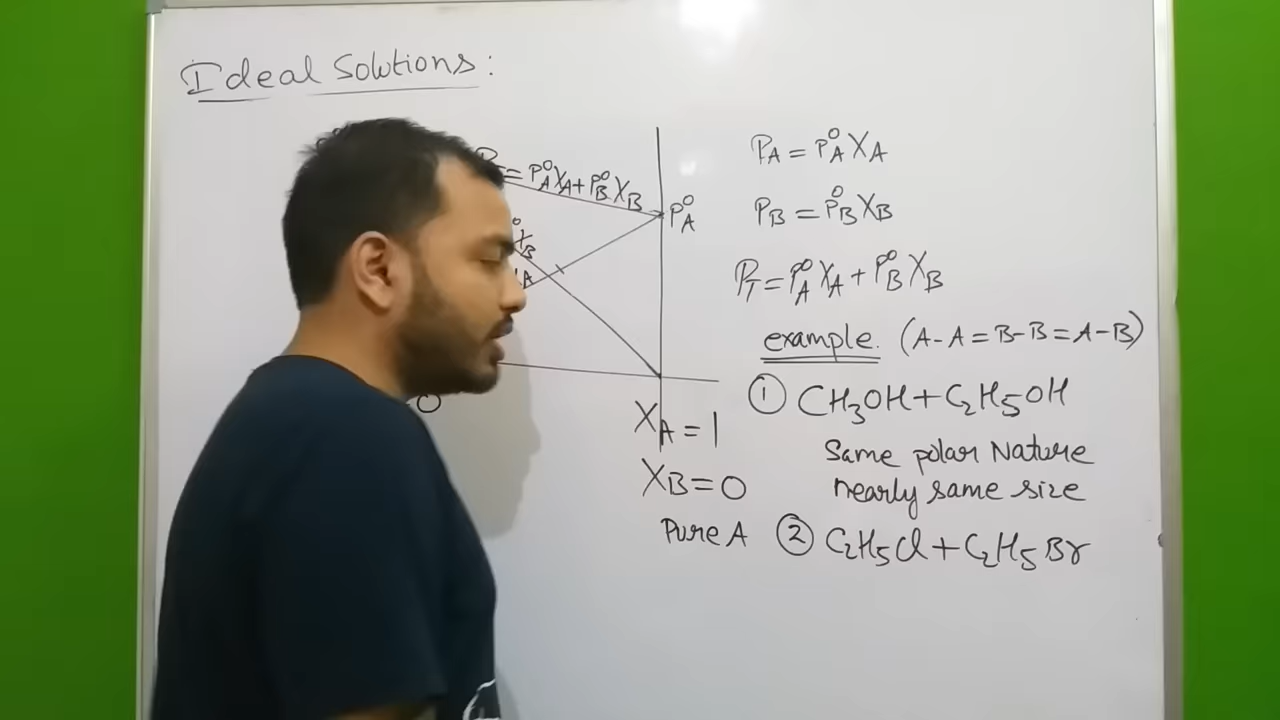 Ideal Solutions:
= P°A XA + P°B XB
P°A
XB
A
O
XA = 1
XB = 0
Pure A
PA = P°A XA
PB = P°B XB
PT = P°A XA + P°B XB
example. (A-A = B-B = A-B)
① CH3OH + C2H5OH
Same polar Nature
nearly same size
② C2H5Cl + C2H5Br